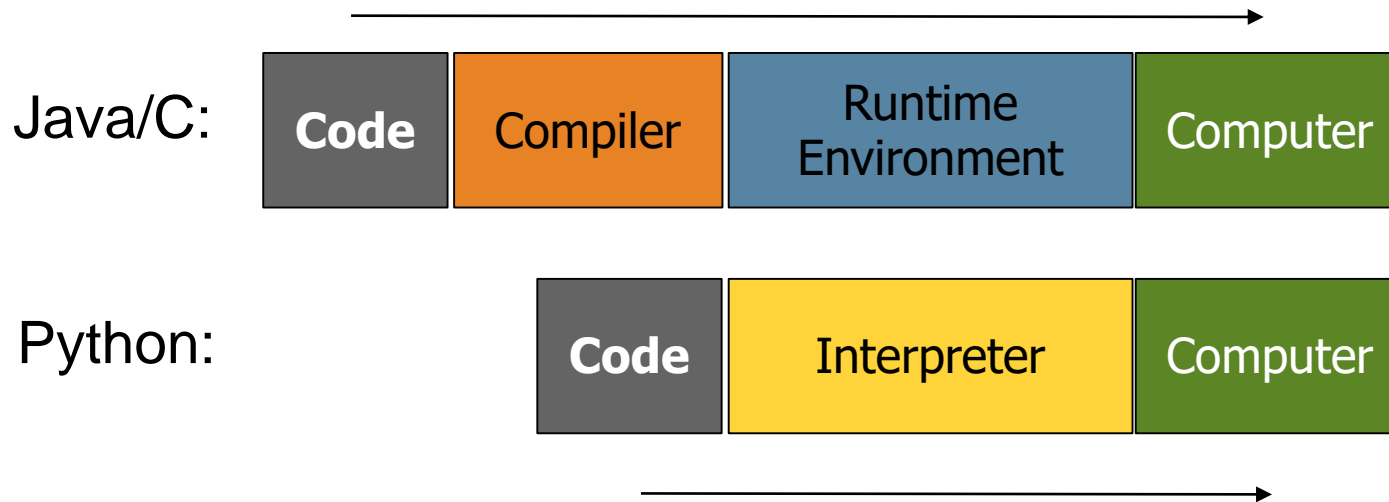 Java/C:
Code
Compiler
Runtime
Environment
Computer
Python:
Code
Interpreter
Computer